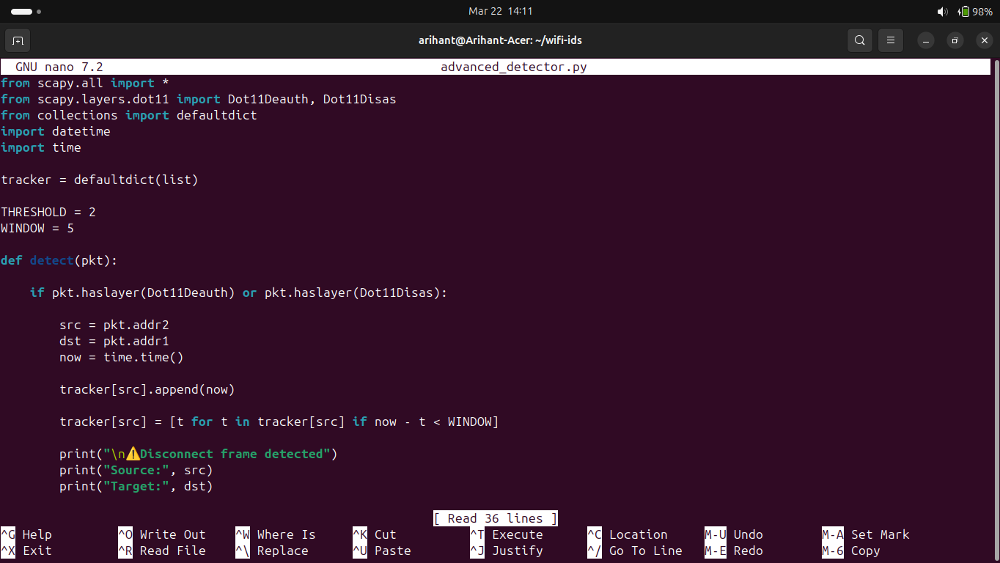 Mar 22 14:11
98%
arihant@Arihant-Acer: ~/wifi-ids
GNU nano 7.2 advanced_detector.py
from scapy.all import *
from scapy.layers.dot11 import Dot11Deauth, Dot11Disas
from collections import defaultdict
import datetime
import time

tracker = defaultdict(list)

THRESHOLD = 2
WINDOW = 5

def detect(pkt):

    if pkt.haslayer(Dot11Deauth) or pkt.haslayer(Dot11Disas):

        src = pkt.addr2
        dst = pkt.addr1
        now = time.time()

        tracker[src].append(now)

        tracker[src] = [t for t in tracker[src] if now - t < WINDOW]

        print("\n⚠️Disconnect frame detected")
        print("Source:", src)
        print("Target:", dst)

[ Read 36 lines ]
^G Help ^O Write Out ^W Where Is ^K Cut ^T Execute ^C Location M-U Undo M-A Set Mark
^X Exit ^R Read File ^\ Replace ^U Paste ^J Justify ^/ Go To Line M-E Redo M-6 Copy